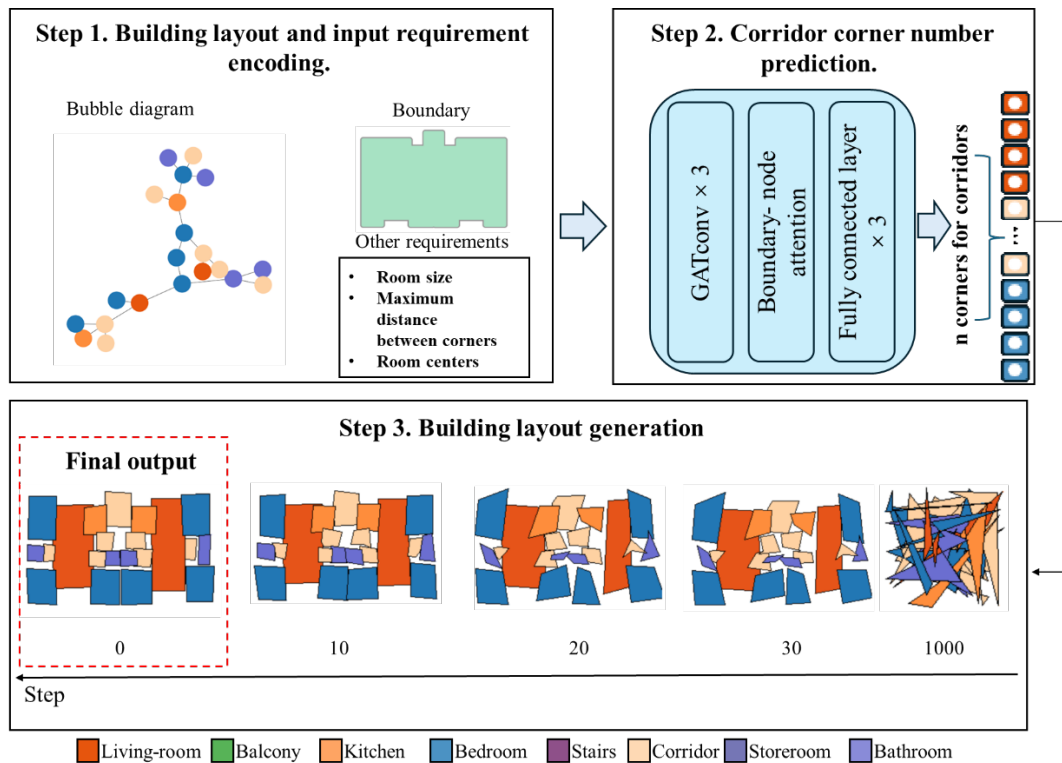 Step 1. Building layout and input requirement
encoding.
Bubble diagram
Boundary
Other requirements
• Room size
• Maximum
distance
between corners
• Room centers
Step 2. Corridor corner number
prediction.
GATconv × 3
Boundary- node
attention
Fully connected layer
× 3
n corners for corridors
...
Step 3. Building layout generation
Final output
0
10
20
30
1000
Step
Living-room
Balcony
Kitchen
Bedroom
Stairs
Corridor
Storeroom
Bathroom